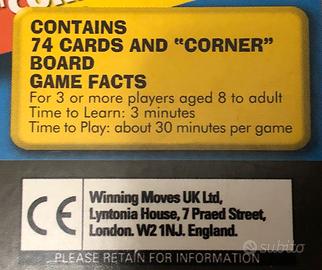 CONTAINS
74 CARDS AND "CORNER"
BOARD
GAME FACTS
For 3 or more players aged 8 to adult
Time to Learn: 3 minutes
Time to Play: about 30 minutes per game
CE
Winning Moves UK Ltd,
Lyntonia House, 7 Praed Street,
London. W2 1NJ. England.
PLEASE RETAIN FOR INFORMATION
subito